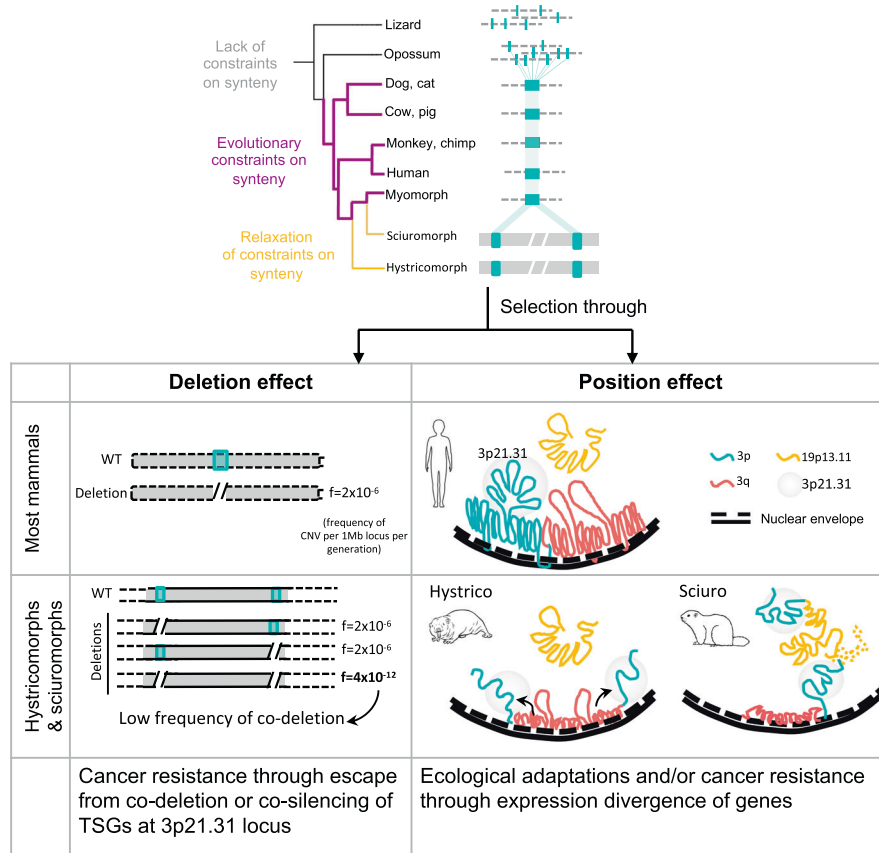 Lizard
Lack of
constraints
on synteny
Opossum
Dog, cat
Cow, pig
Evolutionary
constraints on
synteny
Monkey, chimp
Human
Myomorph
Relaxation
of constraints on
synteny
Sciuromorph
Hystricomorph
Selection through
Deletion effect
Position effect
Most mammals
WT
Deletion
f=2x10⁻⁶
(frequency of
CNV per 1Mb locus per
generation)
3p21.31
3p
19p13.11
3q
3p21.31
Nuclear envelope
Hystricomorphs
& sciuromorphs
WT
Deletions
f=2x10⁻⁶
f=2x10⁻⁶
f=4x10⁻¹²
Low frequency of co-deletion
Hystrico
Sciuro
Cancer resistance through escape
from co-deletion or co-silencing of
TSGs at 3p21.31 locus
Ecological adaptations and/or cancer resistance
through expression divergence of genes